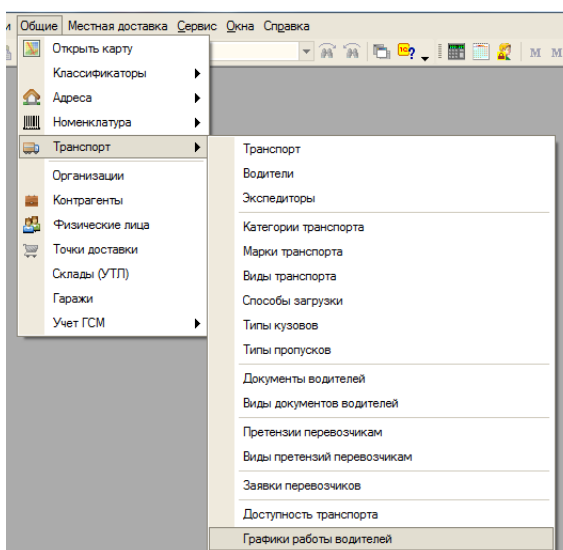 и Общие Местная доставка Сервис Окна Справка
M M
Открыть карту
Классификаторы
Адреса
Номенклатура
Транспорт
Организации
Контрагенты
Физические лица
Точки доставки
Склады (УТЛ)
Гаражи
Учет ГСМ
Транспорт
Водители
Экспедиторы
Категории транспорта
Марки транспорта
Виды транспорта
Способы загрузки
Типы кузовов
Типы пропусков
Документы водителей
Виды документов водителей
Претензии перевозчикам
Виды претензий перевозчикам
Заявки перевозчиков
Доступность транспорта
Графики работы водителей